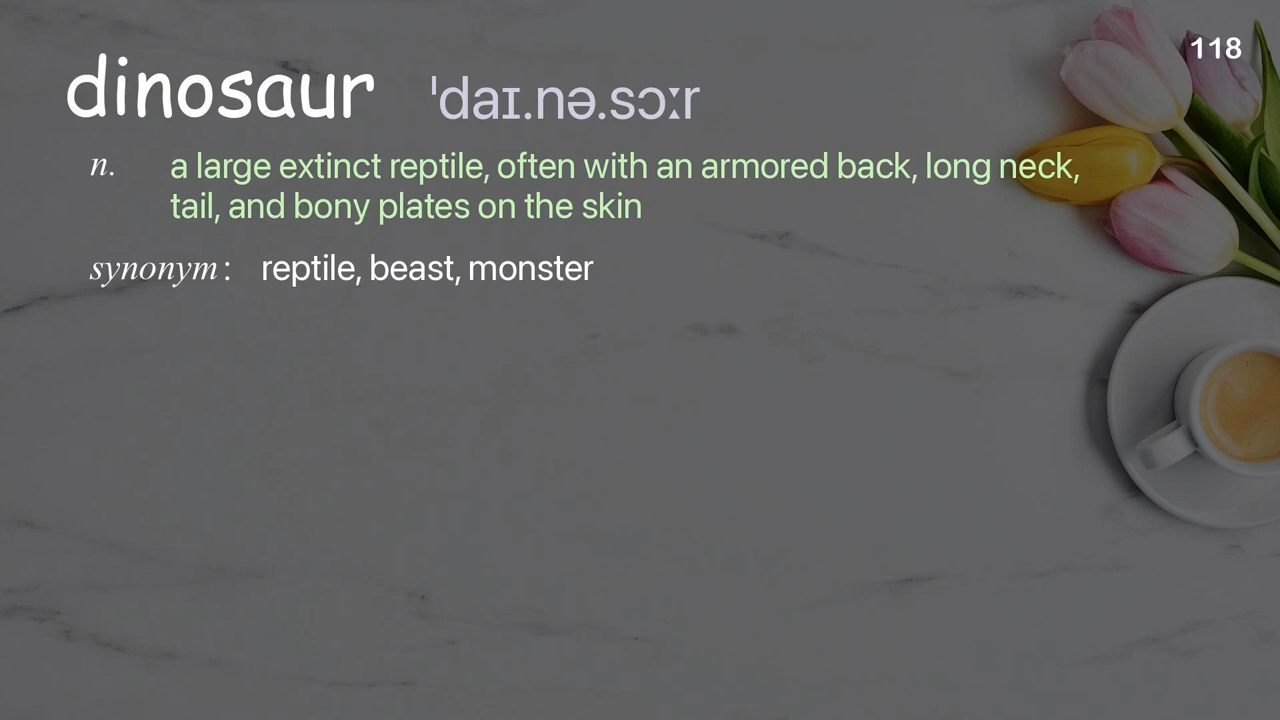 118
dinosaur ˈdaɪ.nə.sɔːr
n. a large extinct reptile, often with an armored back, long neck,
tail, and bony plates on the skin
synonym: reptile, beast, monster